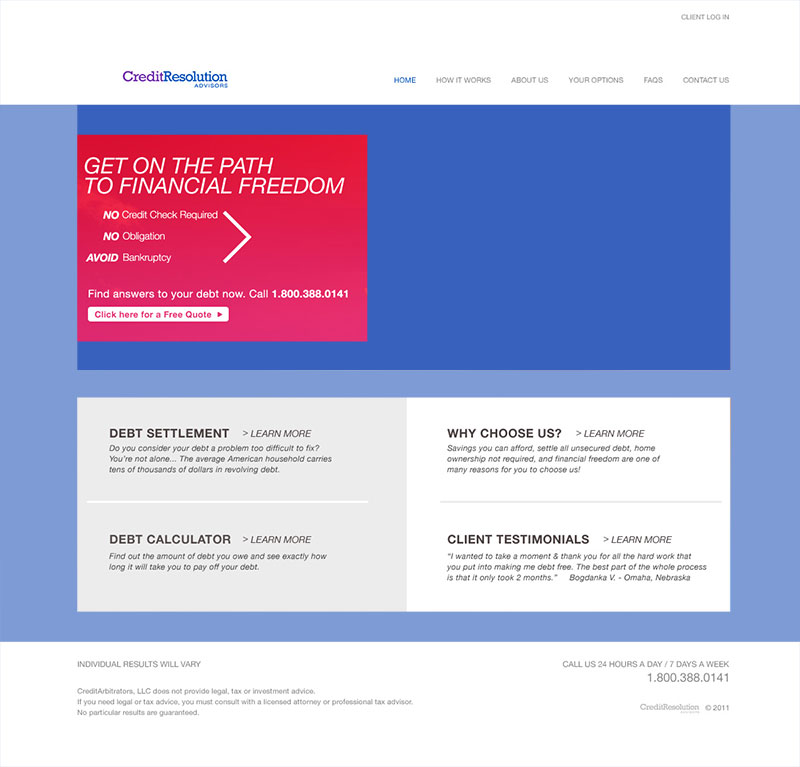 CLIENT LOG IN
CreditResolution
ADVISORS
HOME HOW IT WORKS ABOUT US YOUR OPTIONS FAQS CONTACT US
GET ON THE PATH
TO FINANCIAL FREEDOM
NO Credit Check Required
NO Obligation
AVOID Bankruptcy
Find answers to your debt now. Call 1.800.388.0141
Click here for a Free Quote
DEBT SETTLEMENT > LEARN MORE
Do you consider your debt a problem too difficult to fix?
You're not alone... The average American household carries
tens of thousands of dollars in revolving debt.
WHY CHOOSE US? > LEARN MORE
Savings you can afford, settle all unsecured debt, home
ownership not required, and financial freedom are one of
many reasons for you to choose us!
DEBT CALCULATOR > LEARN MORE
Find out the amount of debt you owe and see exactly how
long it will take you to pay off your debt.
CLIENT TESTIMONIALS > LEARN MORE
“I wanted to take a moment & thank you for all the hard work that
you put into making me debt free. The best part of the whole process
is that it only took 2 months.” Bogdanka V. - Omaha, Nebraska
INDIVIDUAL RESULTS WILL VARY
CreditArbitrators, LLC does not provide legal, tax or investment advice.
If you need legal or tax advice, you must consult with a licensed attorney or professional tax advisor.
No particular results are guaranteed.
CALL US 24 HOURS A DAY / 7 DAYS A WEEK
1.800.388.0141
CreditResolution © 2011